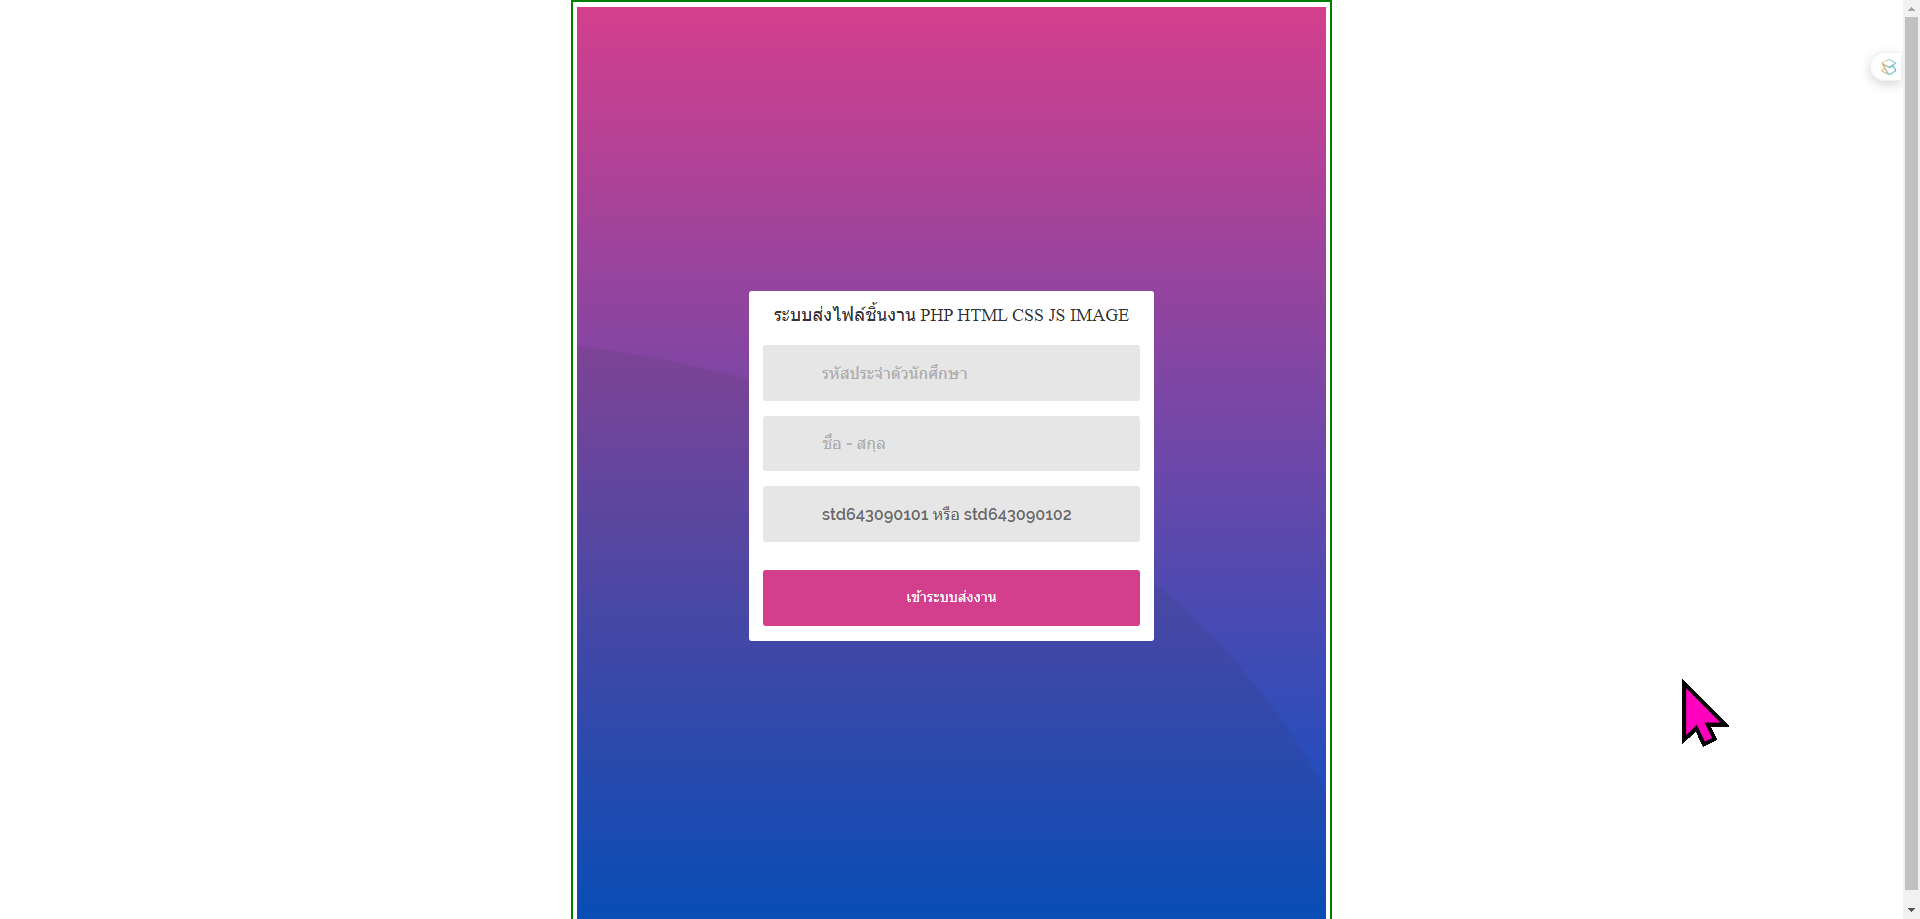 ระบบส่งไฟล์ชิ้นงาน PHP HTML CSS JS IMAGE
รหัสประจำตัวนักศึกษา
ชื่อ - สกุล
std643090101 หรือ std643090102
เข้าระบบส่งงาน